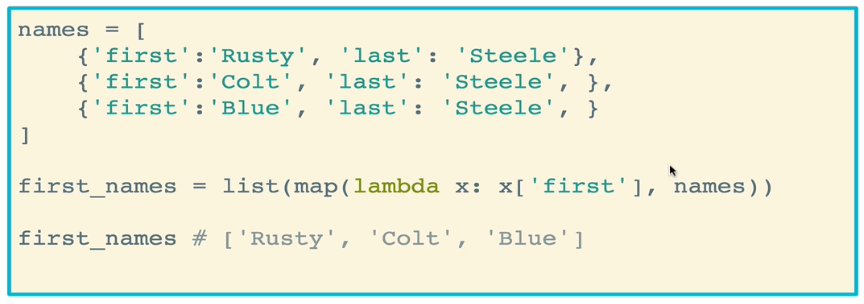 names = [
    {'first':'Rusty', 'last': 'Steele'},
    {'first':'Colt', 'last': 'Steele', },
    {'first':'Blue', 'last': 'Steele', }
]
first_names = list(map(lambda x: x['first'], names))
first_names # ['Rusty', 'Colt', 'Blue']